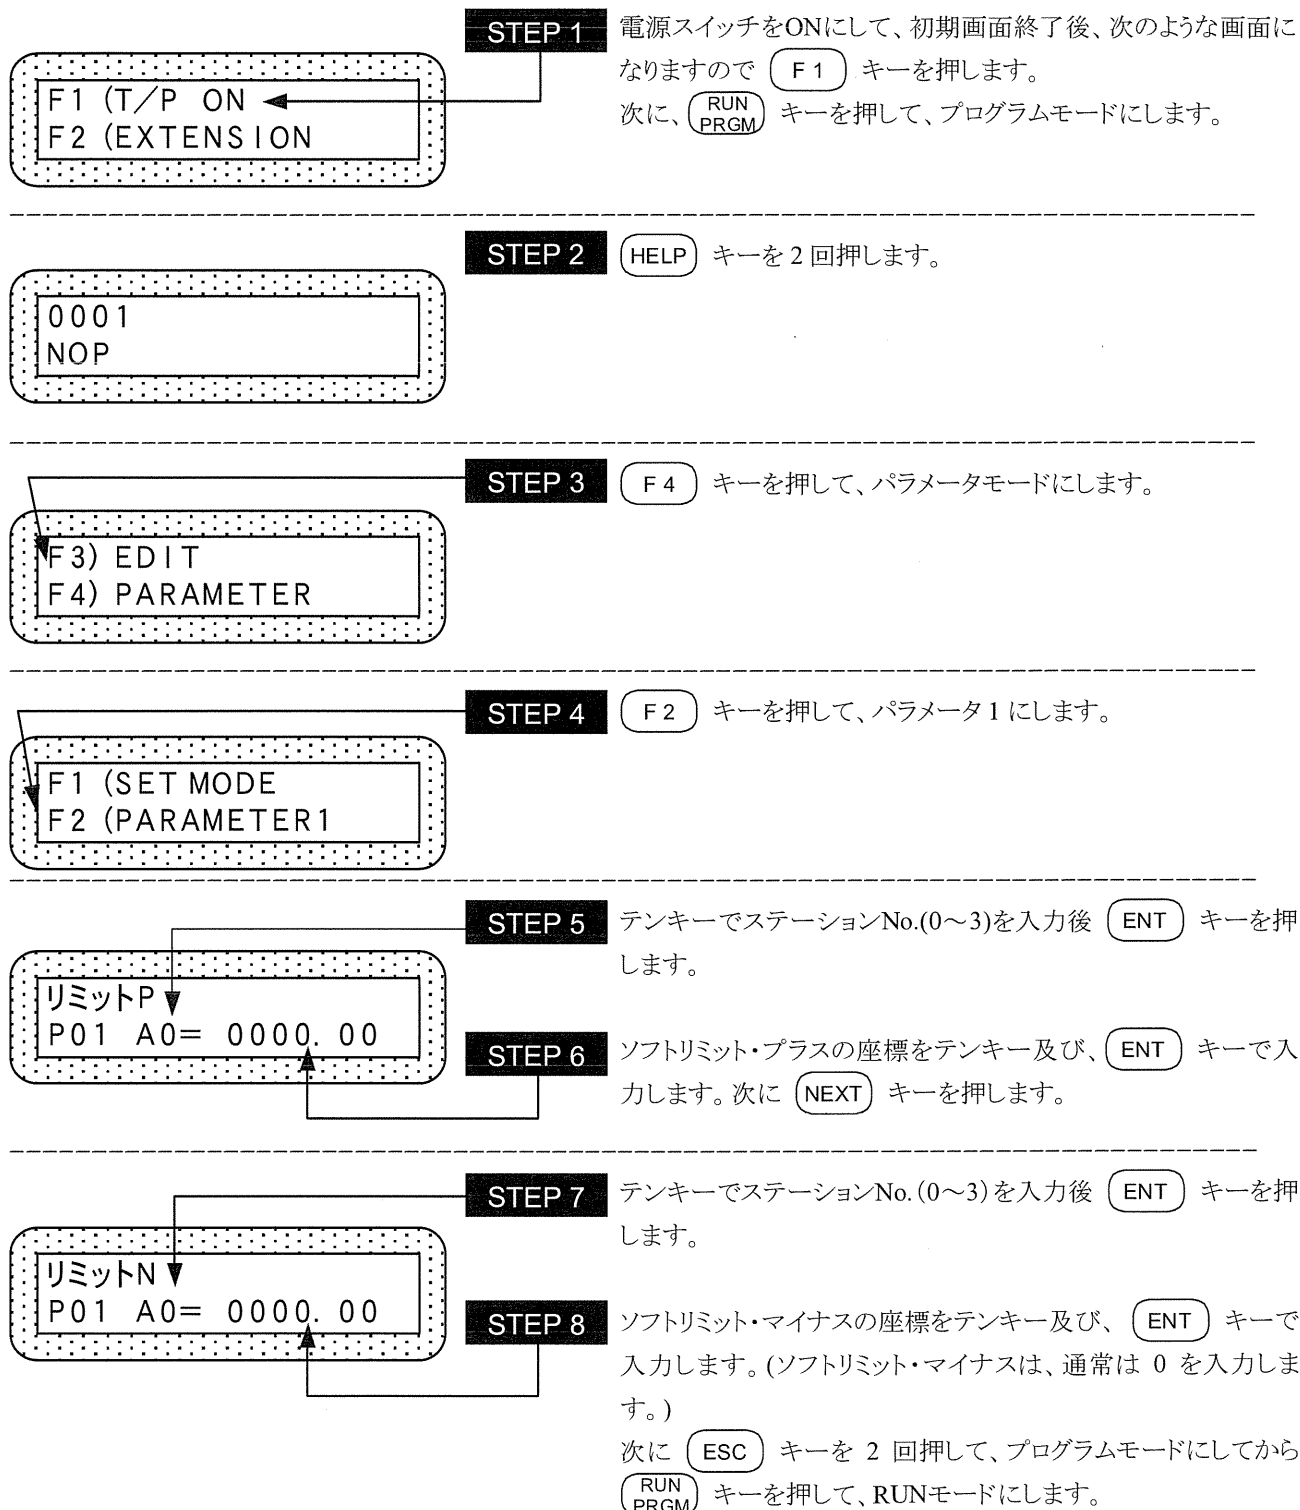 STEP 1
電源スイッチをONにして、初期画面終了後、次のような画面に
なりますので F 1 キーを押します。
次に、RUN PRGM キーを押して、プログラムモードにします。
F1 (T/P ON
F2 (EXTENSION
STEP 2
HELP キーを 2 回押します。
0001
NOP
STEP 3
F 4 キーを押して、パラメータモードにします。
F3) EDIT
F4) PARAMETER
STEP 4
F 2 キーを押して、パラメータ 1 にします。
F1 (SET MODE
F2 (PARAMETER1
STEP 5
テンキーでステーションNo.(0～3)を入力後 ENT キーを押
します。
リミットP
P01 A0= 0000.00
STEP 6
ソフトリミット・プラスの座標をテンキー及び、 ENT キーで入
力します。次に NEXT キーを押します。
STEP 7
テンキーでステーションNo.(0～3)を入力後 ENT キーを押
します。
リミットN
P01 A0= 0000.00
STEP 8
ソフトリミット・マイナスの座標をテンキー及び、 ENT キーで
入力します。(ソフトリミット・マイナスは、通常は 0 を入力しま
す。)
次に ESC キーを 2 回押して、プログラムモードにしてから
RUN PRGM キーを押して、RUNモードにします。